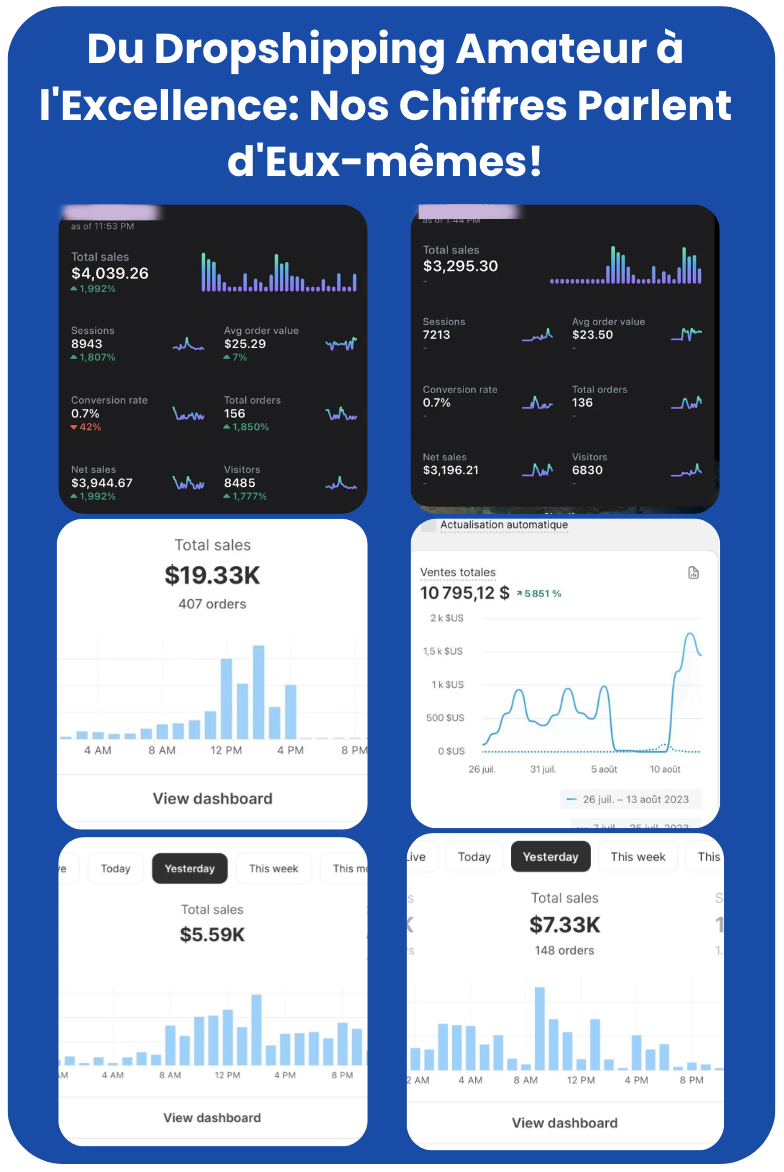 Du Dropshipping Amateur à
l'Excellence: Nos Chiffres Parlent
d'Eux-mêmes!
as of 11:53 PM
Total sales
$4,039.26
1,992%
Sessions
8943
1,807%
Avg order value
$25.29
7%
Conversion rate
0.7%
42%
Total orders
156
1,850%
Net sales
$3,944.67
1,992%
Visitors
8485
1,777%
as of 1:44 PM
Total sales
$3,295.30
-
Sessions
7213
-
Avg order value
$23.50
-
Conversion rate
0.7%
-
Total orders
136
-
Net sales
$3,196.21
-
Visitors
6830
-
Total sales
$19.33K
407 orders
4 AM 8 AM 12 PM 4 PM 8 PM
View dashboard
Actualisation automatique
Ventes totales
10 795,12 $ 5 851 %
2 k $US
1,5 k $US
1 k $US
500 $US
0 $US
26 juil. 31 juil. 5 août 10 août
26 juil. – 13 août 2023
7 juil. – 25 juil. 2023
ve Today Yesterday This week This mo
Total sales
$5.59K
AM 4 AM 8 AM 12 PM 4 PM 8 PM
View dashboard
Live Today Yesterday This week This
Total sales
$7.33K
148 orders
2 AM 4 AM 8 AM 12 PM 4 PM 8 PM
View dashboard